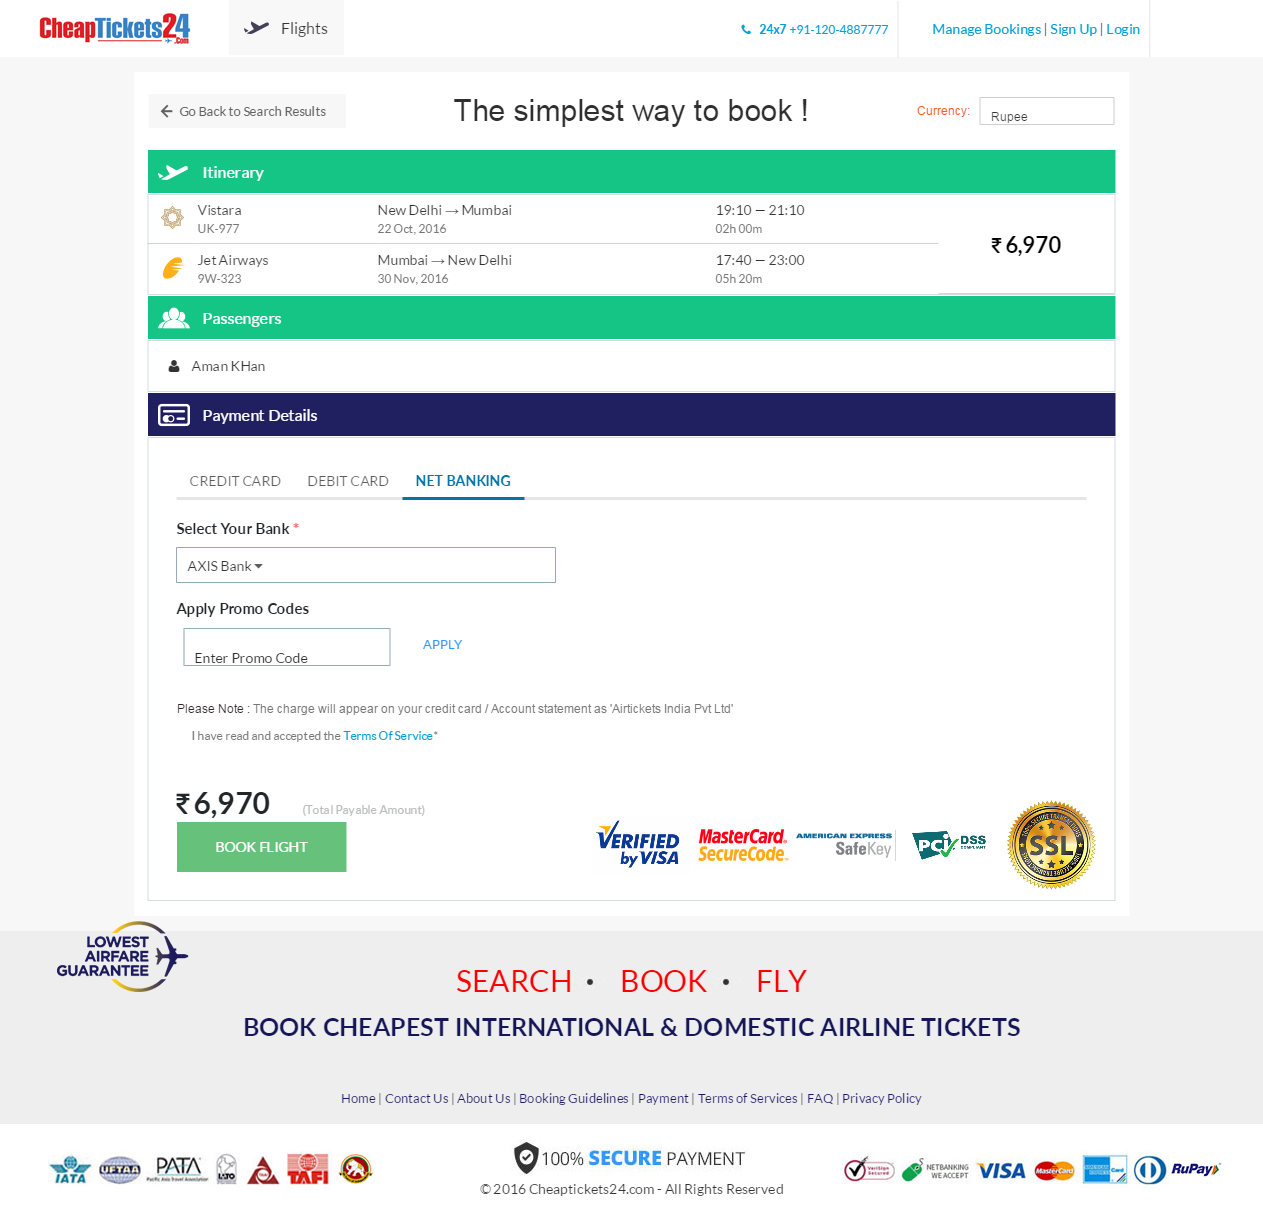 CheapTickets24.com
Flights
24x7 +91-120-4887777
Manage Bookings | Sign Up | Login
Go Back to Search Results
The simplest way to book !
Currency:
Rupee
Itinerary
Vistara
New Delhi → Mumbai
19:10 — 21:10
UK-977
22 Oct, 2016
02h 00m
₹ 6,970
Jet Airways
Mumbai → New Delhi
17:40 — 23:00
9W-323
30 Nov, 2016
05h 20m
Passengers
Aman KHan
Payment Details
CREDIT CARD
DEBIT CARD
NET BANKING
Select Your Bank *
AXIS Bank
Apply Promo Codes
Enter Promo Code
APPLY
Please Note : The charge will appear on your credit card / Account statement as 'Airtickets India Pvt Ltd'
I have read and accepted the Terms Of Service*
₹ 6,970
(Total Payable Amount)
BOOK FLIGHT
VERIFIED
by VISA
MasterCard.
SecureCode.
AMERICAN EXPRESS
SafeKey
PCI DSS
COMPLIANT
SSL
LOWEST
AIRFARE
GUARANTEE
SEARCH • BOOK • FLY
BOOK CHEAPEST INTERNATIONAL & DOMESTIC AIRLINE TICKETS
Home | Contact Us | About Us | Booking Guidelines | Payment | Terms of Services | FAQ | Privacy Policy
IATA
UFTAA
PATA
Pacific Asia Travel Association
TAFI
100% SECURE PAYMENT
© 2016 Cheaptickets24.com - All Rights Reserved
VeriSign
Secured
NETBANKING
WE ACCEPT
VISA
MasterCard
RuPay